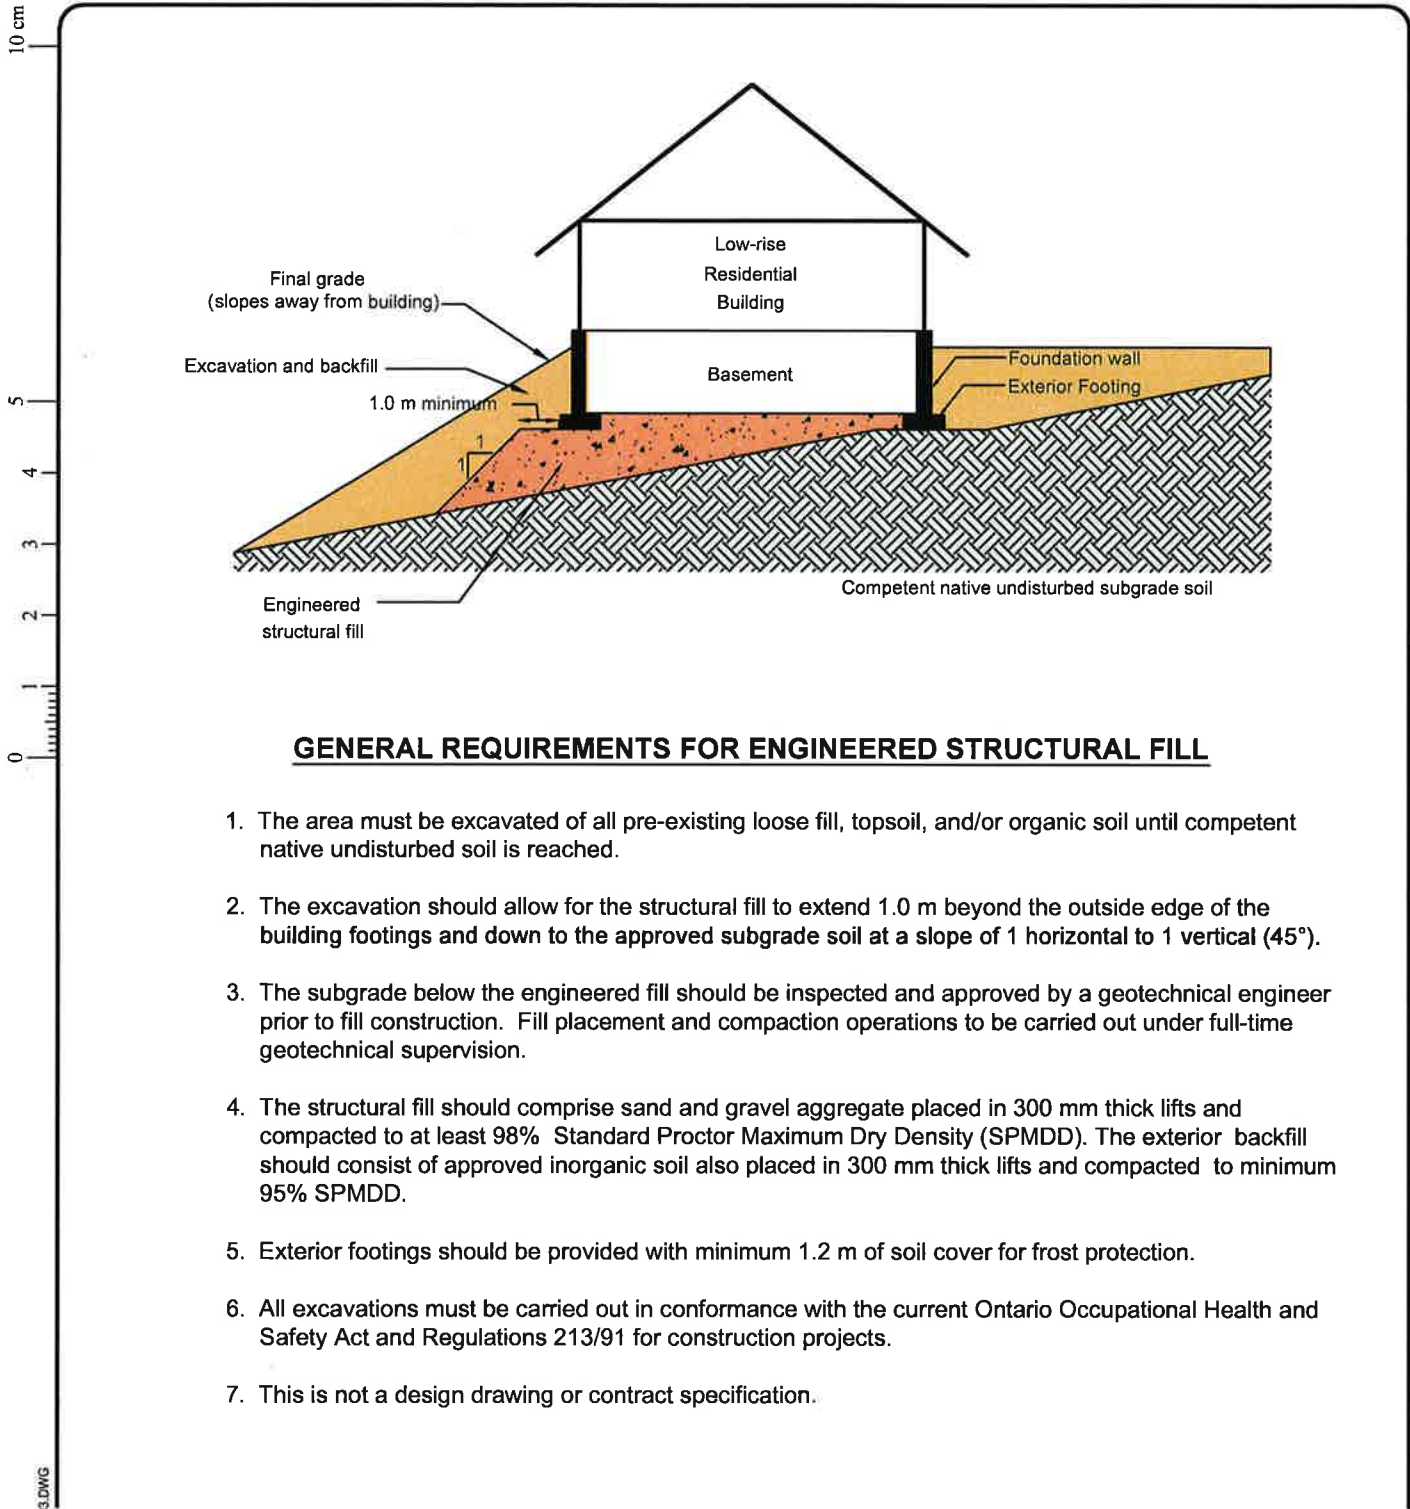 10 cm
5
4
3
2
1
0
Low-rise
Residential
Building
Final grade
(slopes away from building)
Excavation and backfill
1.0 m minimum
1
1
Basement
Foundation wall
Exterior Footing
Engineered
structural fill
Competent native undisturbed subgrade soil
GENERAL REQUIREMENTS FOR ENGINEERED STRUCTURAL FILL
1. The area must be excavated of all pre-existing loose fill, topsoil, and/or organic soil until competent
native undisturbed soil is reached.
2. The excavation should allow for the structural fill to extend 1.0 m beyond the outside edge of the
building footings and down to the approved subgrade soil at a slope of 1 horizontal to 1 vertical (45°).
3. The subgrade below the engineered fill should be inspected and approved by a geotechnical engineer
prior to fill construction. Fill placement and compaction operations to be carried out under full-time
geotechnical supervision.
4. The structural fill should comprise sand and gravel aggregate placed in 300 mm thick lifts and
compacted to at least 98% Standard Proctor Maximum Dry Density (SPMDD). The exterior backfill
should consist of approved inorganic soil also placed in 300 mm thick lifts and compacted to minimum
95% SPMDD.
5. Exterior footings should be provided with minimum 1.2 m of soil cover for frost protection.
6. All excavations must be carried out in conformance with the current Ontario Occupational Health and
Safety Act and Regulations 213/91 for construction projects.
7. This is not a design drawing or contract specification.
3.DWG